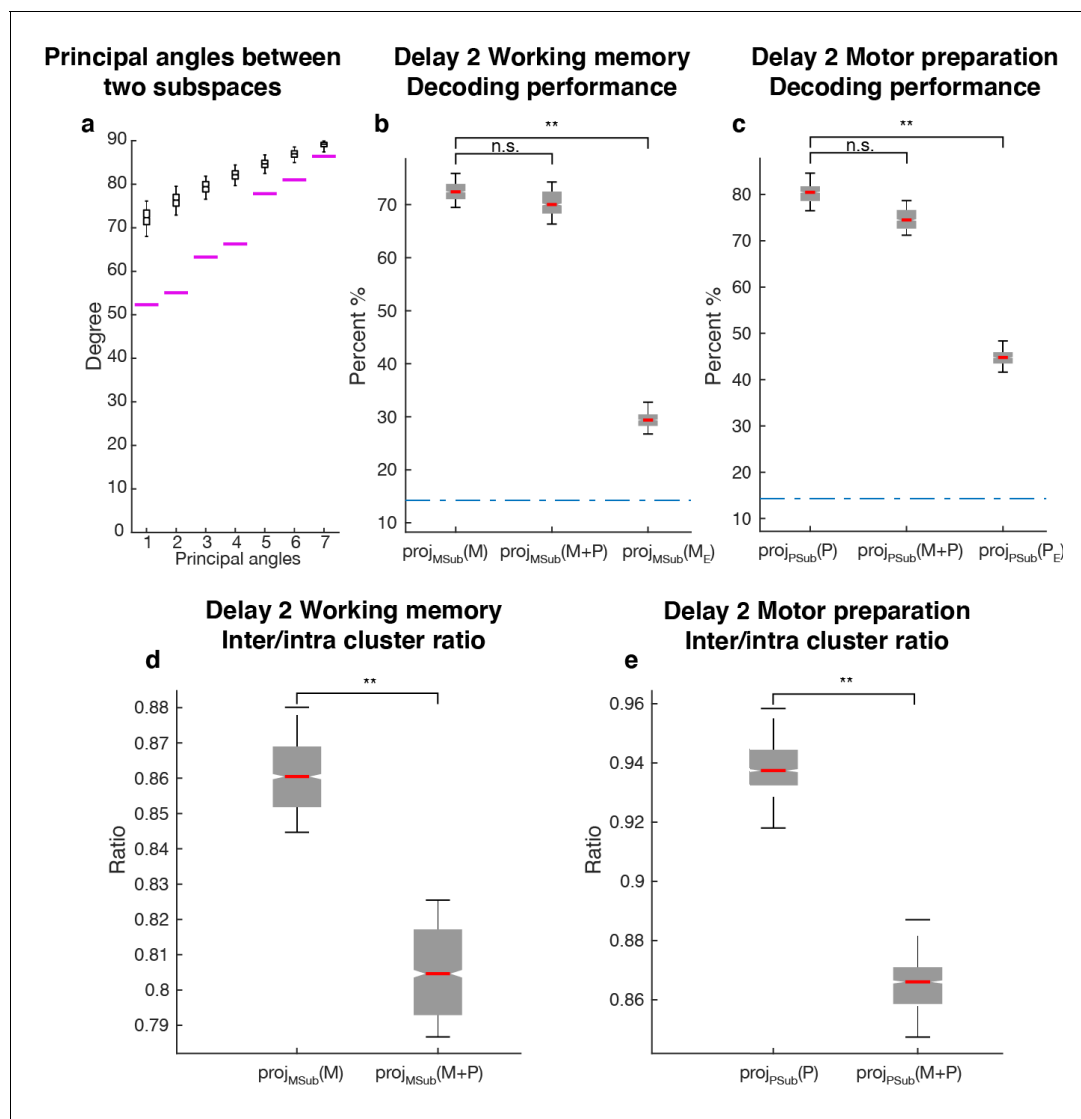 Principal angles between
two subspaces
a
90
80
70
60
50
40
30
20
10
0
Degree
1 2 3 4 5 6 7
Principal angles
Delay 2 Working memory
Decoding performance
b
**
n.s.
70
60
50
40
30
20
10
Percent %
proj_MSub(M) proj_MSub(M+P) proj_MSub(M_E)
Delay 2 Motor preparation
Decoding performance
c
**
n.s.
80
70
60
50
40
30
20
10
Percent %
proj_PSub(P) proj_PSub(M+P) proj_PSub(P_E)
Delay 2 Working memory
Inter/intra cluster ratio
d
**
0.88
0.87
0.86
0.85
0.84
0.83
0.82
0.81
0.8
0.79
Ratio
proj_MSub(M) proj_MSub(M+P)
Delay 2 Motor preparation
Inter/intra cluster ratio
e
**
0.96
0.94
0.92
0.9
0.88
0.86
Ratio
proj_PSub(P) proj_PSub(M+P)